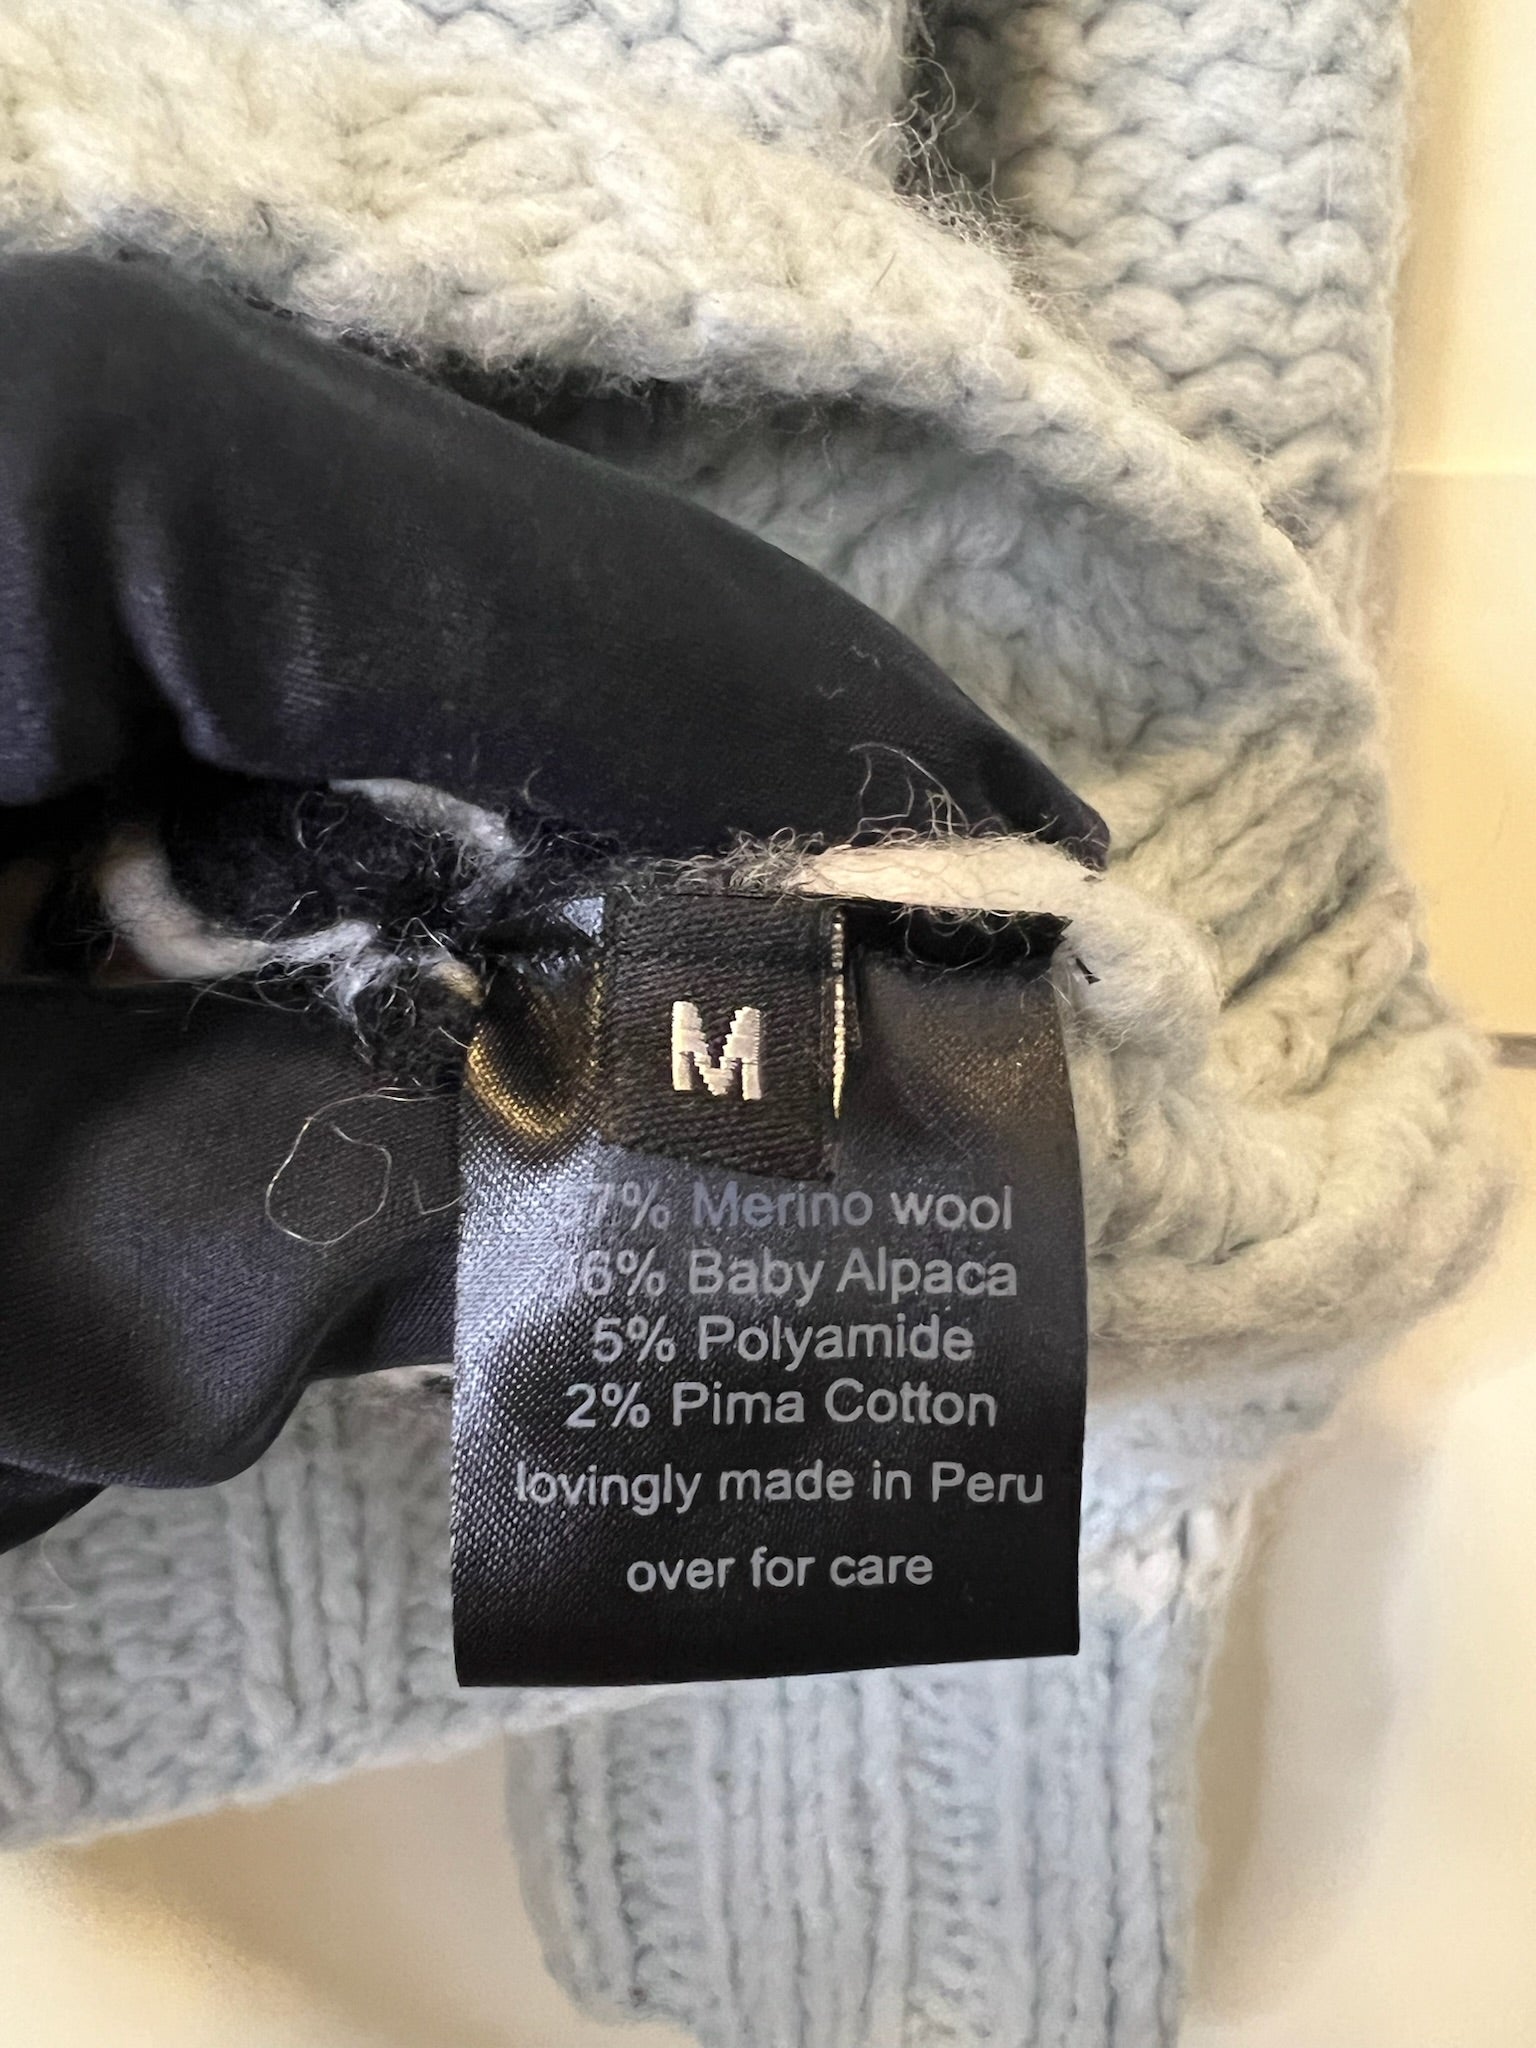 M
7% Merino wool
6% Baby Alpaca
5% Polyamide
2% Pima Cotton
lovingly made in Peru
over for care